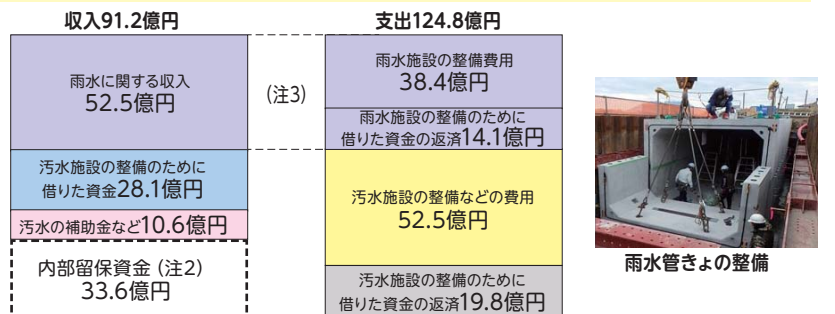 収入91.2億円
雨水に関する収入
52.5億円
汚水施設の整備のために
借りた資金28.1億円
汚水の補助金など10.6億円
内部留保資金（注2）
33.6億円
（注3）
支出124.8億円
雨水施設の整備費用
38.4億円
雨水施設の整備のために
借りた資金の返済14.1億円
汚水施設の整備などの費用
52.5億円
汚水施設の整備のために
借りた資金の返済19.8億円
雨水管きょの整備